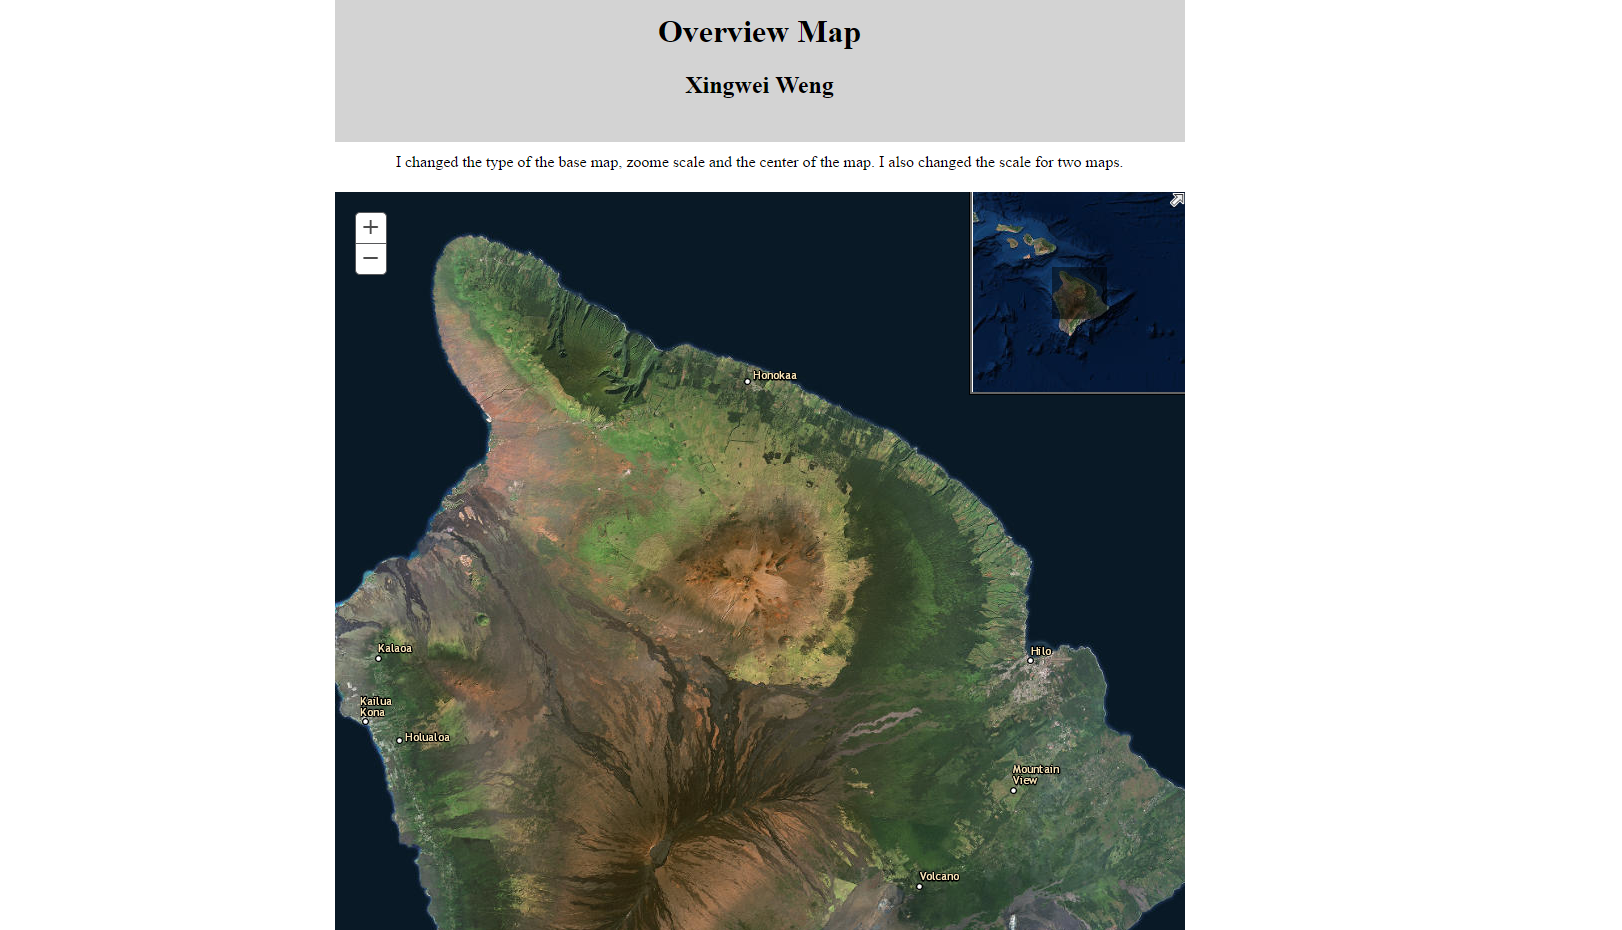 Overview Map
Xingwei Weng
I changed the type of the base map, zoome scale and the center of the map. I also changed the scale for two maps.
+
−
Honokaa
Kalaoa
Hilo
Kailua
Kona
Holualoa
Mountain
View
Volcano